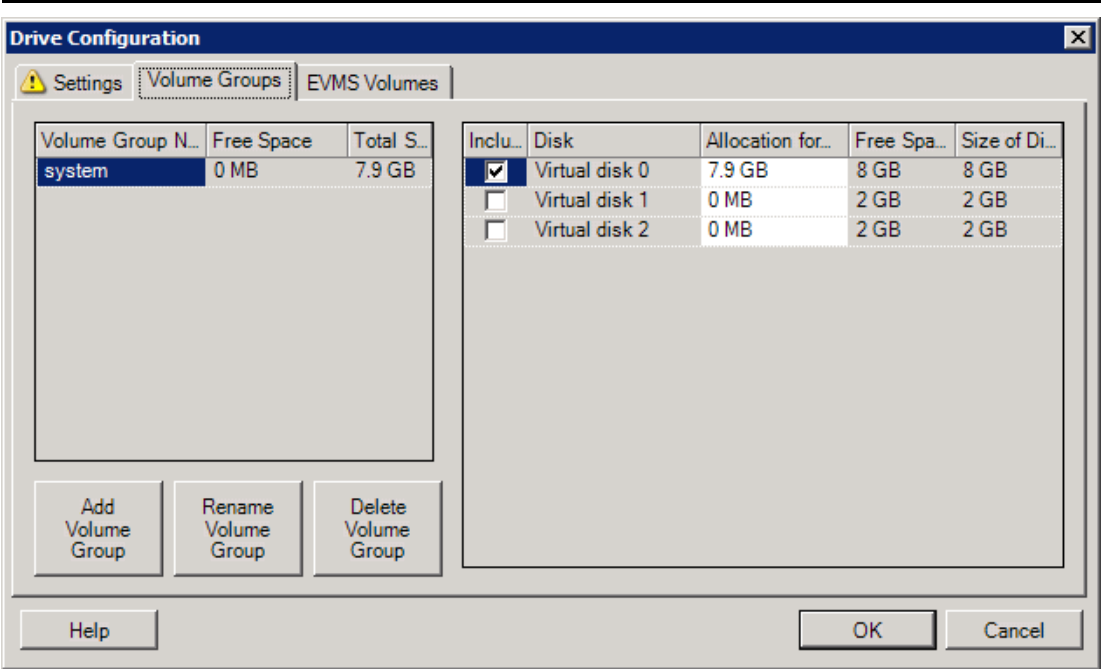 Drive Configuration
Settings Volume Groups EVMS Volumes
Volume Group N... Free Space Total S...
system 0 MB 7.9 GB
Inclu... Disk Allocation for... Free Spa... Size of Di...
Virtual disk 0 7.9 GB 8 GB 8 GB
Virtual disk 1 0 MB 2 GB 2 GB
Virtual disk 2 0 MB 2 GB 2 GB
Add
Volume
Group
Rename
Volume
Group
Delete
Volume
Group
Help OK Cancel